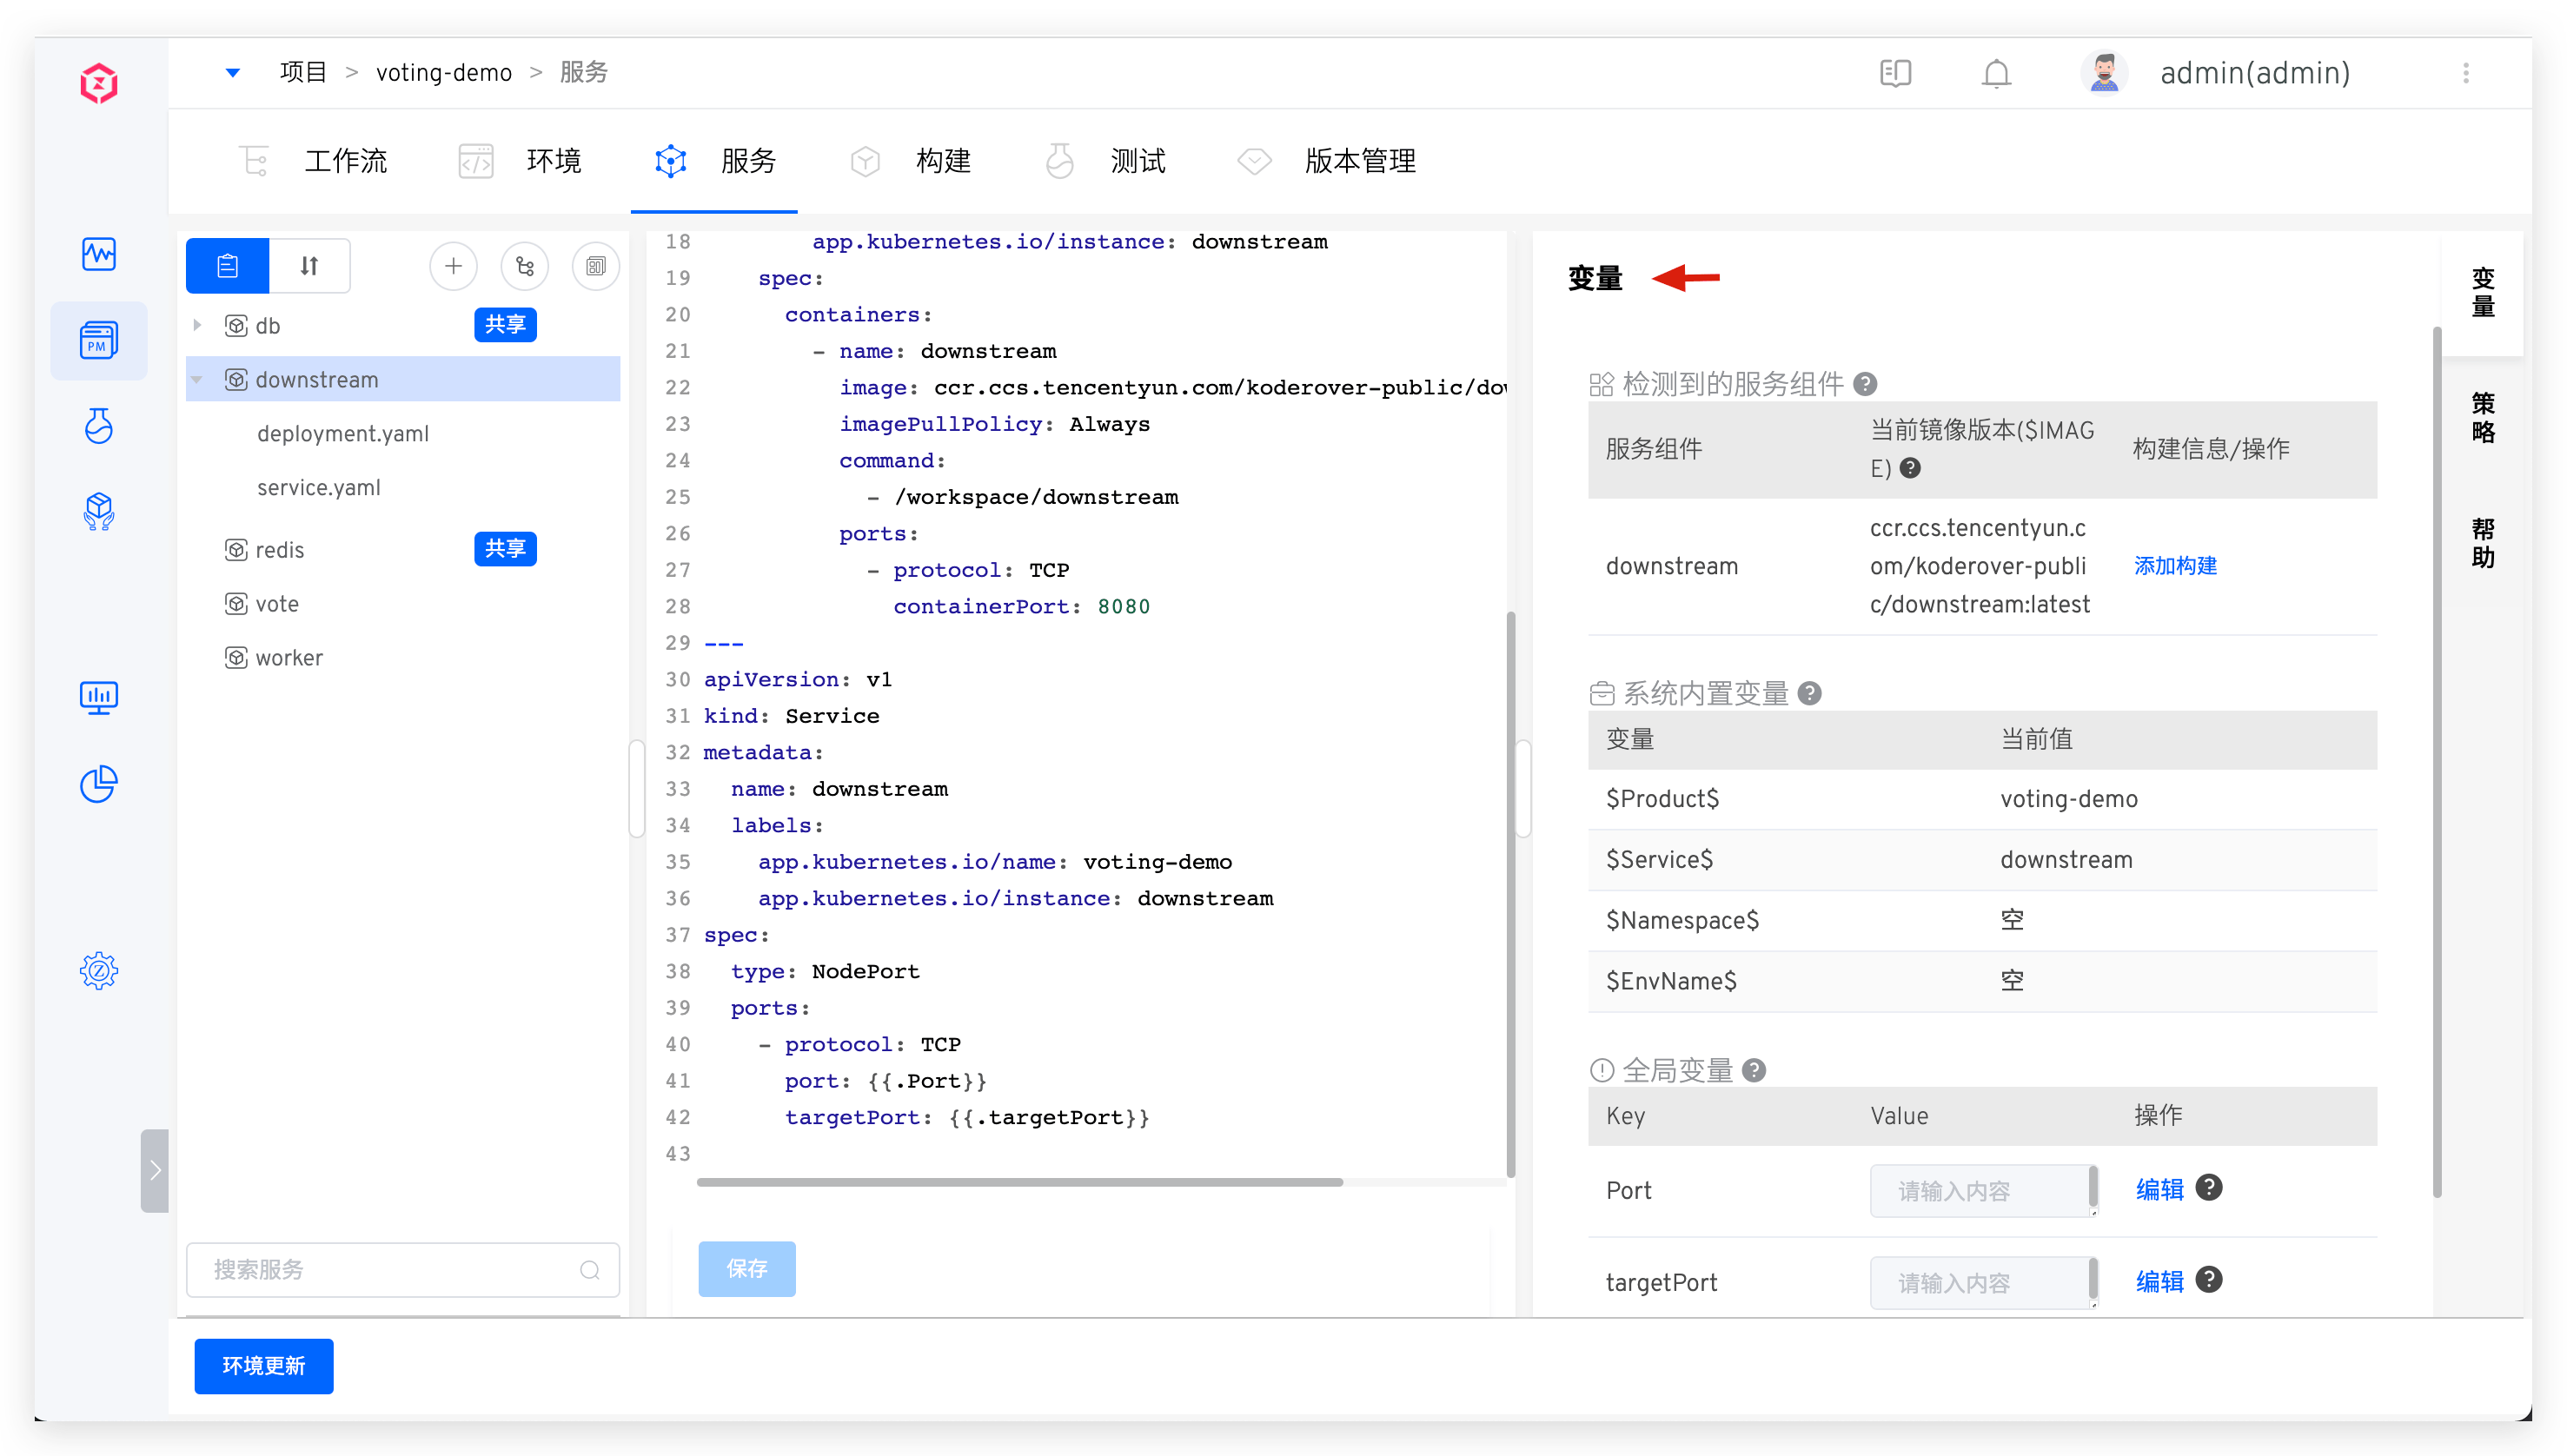 项目 > voting-demo > 服务
admin(admin)
工作流
环境
服务
构建
测试
版本管理
PM
db
共享
downstream
deployment.yaml
service.yaml
redis
共享
vote
worker
搜索服务
18 app.kubernetes.io/instance: downstream
19 spec:
20 containers:
21 - name: downstream
22 image: ccr.ccs.tencentyun.com/koderover-public/dow
23 imagePullPolicy: Always
24 command:
25 - /workspace/downstream
26 ports:
27 - protocol: TCP
28 containerPort: 8080
29 ---
30 apiVersion: v1
31 kind: Service
32 metadata:
33 name: downstream
34 labels:
35 app.kubernetes.io/name: voting-demo
36 app.kubernetes.io/instance: downstream
37 spec:
38 type: NodePort
39 ports:
40 - protocol: TCP
41 port: {{.Port}}
42 targetPort: {{.targetPort}}
43
保存
变量
检测到的服务组件 ?
服务组件
当前镜像版本($IMAG
E) ?
构建信息/操作
downstream
ccr.ccs.tencentyun.c
om/koderover-publi
c/downstream:latest
添加构建
系统内置变量 ?
变量 当前值
$Product$ voting-demo
$Service$ downstream
$Namespace$ 空
$EnvName$ 空
全局变量 ?
Key Value 操作
Port 请输入内容 编辑 ?
targetPort 请输入内容 编辑 ?
变量
策略
帮助
环境更新